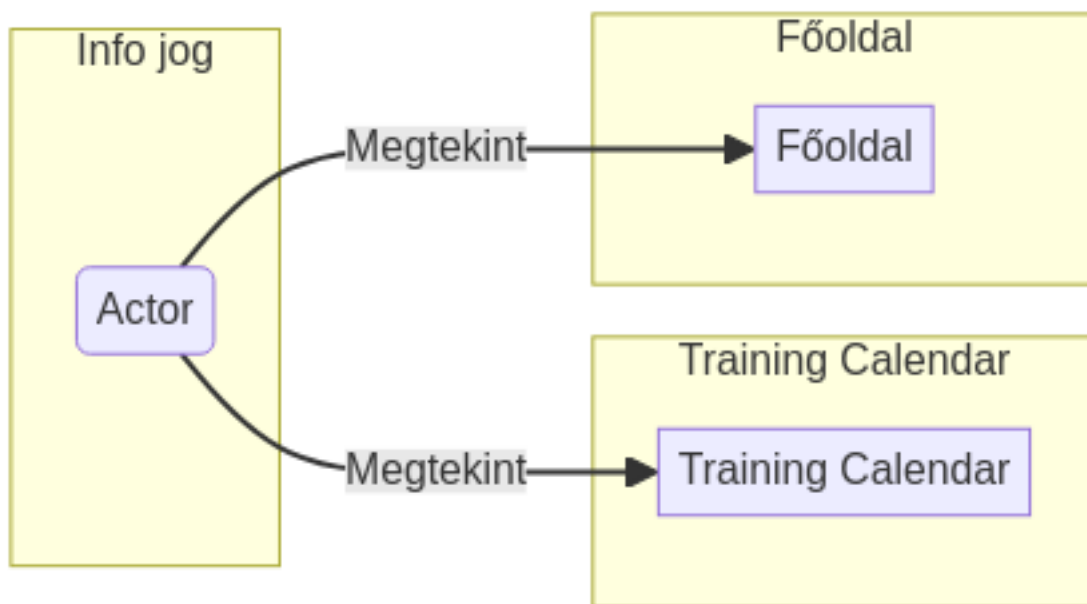 Info jog
Actor
Megtekint
Megtekint
Főoldal
Főoldal
Training Calendar
Training Calendar